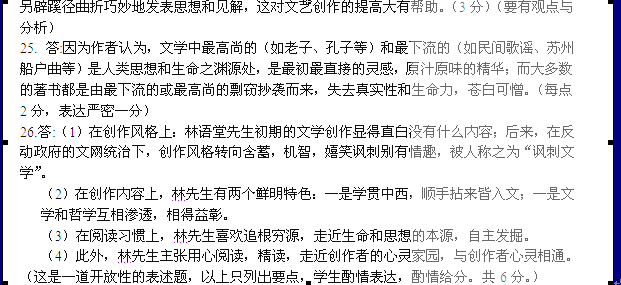 另辟蹊径曲折巧妙地发表思想和见解，这对文艺创作的提高大有帮助。（3 分）（要有观点与
分析）
25. 答:因为作者认为，文学中最高尚的（如老子、孔子等）和最下流的（如民间歌谣、苏州
船户曲等）是人类思想和生命之渊源处，是最初最直接的灵感，原汁原味的精华；而大多数
的著书都是由最下流的或最高尚的剽窃抄袭而来，失去真实性和生命力，苍白可憎。（每点
2 分，表达严密一分）
26.答:（1）在创作风格上：林语堂先生初期的文学创作显得直白没有什么内容；后来，在反
动政府的文网统治下，创作风格转向含蓄，机智，嬉笑讽刺别有情趣，被人称之为“讽刺文
学”。
（2）在创作内容上，林先生有两个鲜明特色：一是学贯中西，顺手拈来皆入文；一是文
学和哲学互相渗透，相得益彰。
（3）在阅读习惯上，林先生喜欢追根穷源，走近生命和思想的本源，自主发掘。
（4）此外，林先生主张用心阅读，精读，走近创作者的心灵家园，与创作者心灵相通。
（这是一道开放性的表述题，以上只列出要点，学生酌情表达，酌情给分。共 6 分。）